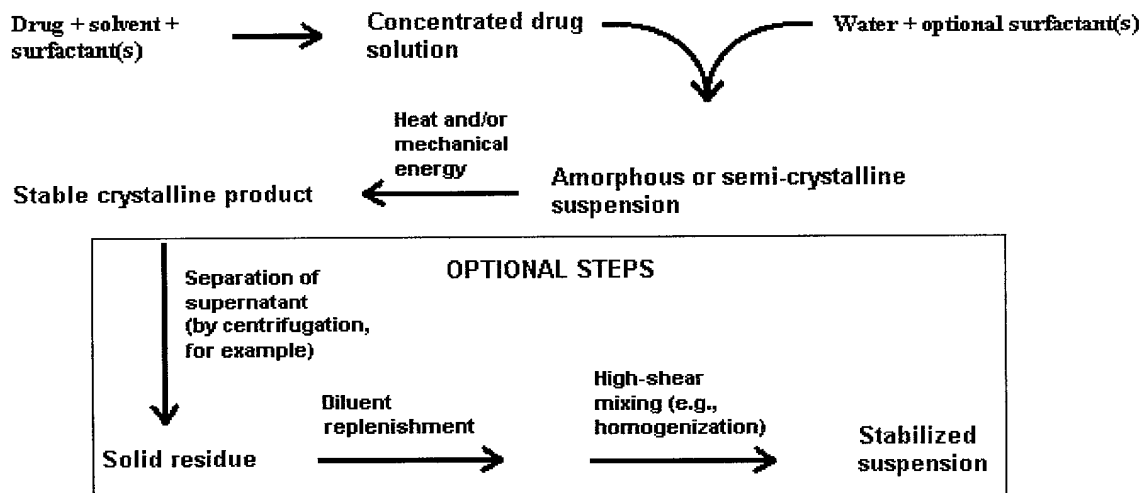 Drug + solvent +
surfactant(s)
Concentrated drug
solution
Water + optional surfactant(s)
Heat and/or
mechanical
energy
Stable crystalline product
Amorphous or semi-crystalline
suspension
OPTIONAL STEPS
Separation of
supernatant
(by centrifugation,
for example)
Diluent
replenishment
High-shear
mixing (e.g.,
homogenization)
Solid residue
Stabilized
suspension